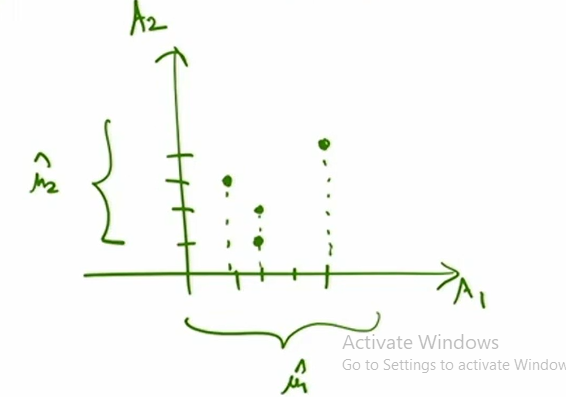 A2
μ̂2
A1
Activate Windows
Go to Settings to activate Window
μ̂1